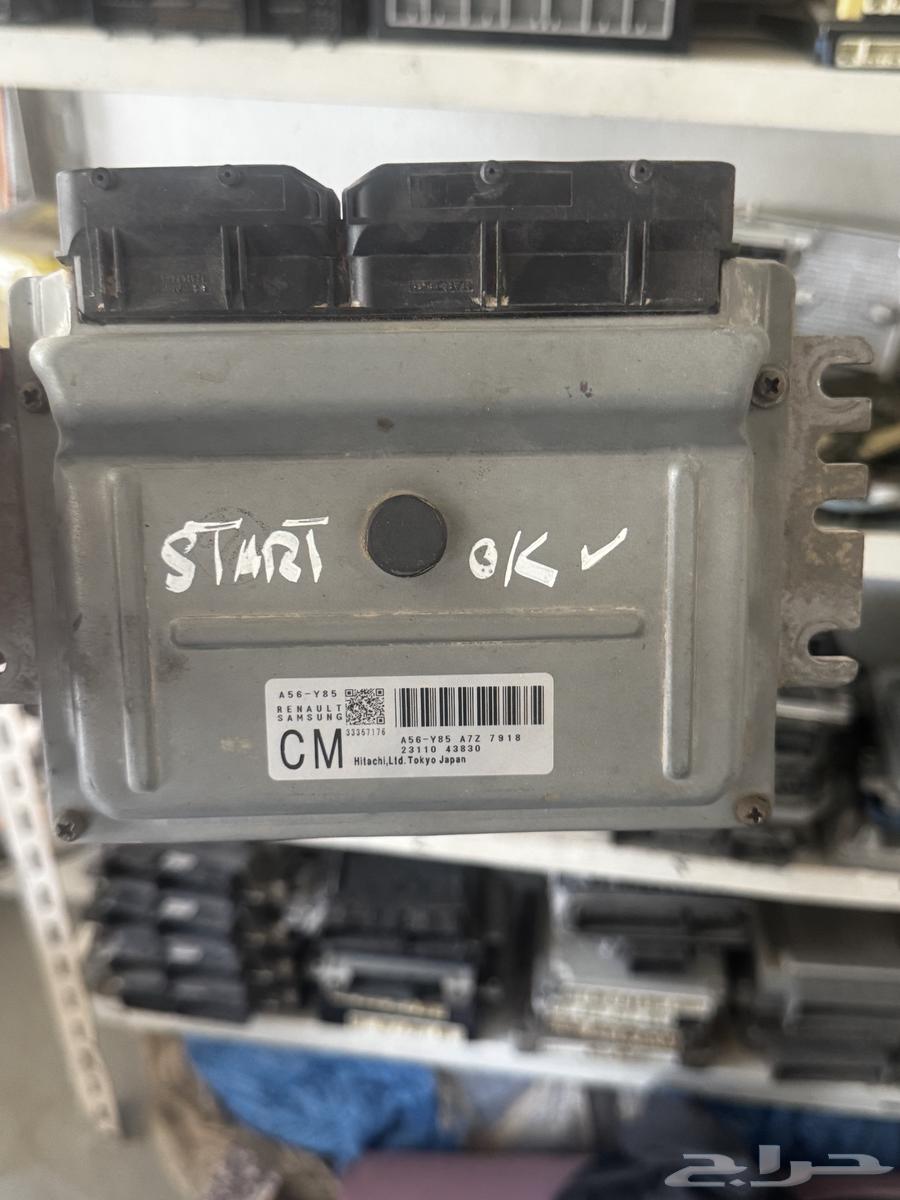 START OK ✓
A56-Y85
RENAULT
SAMSUNG
33357176
CM
A56-Y85 A7Z 7918
23110 43830
Hitachi,Ltd.Tokyo Japan
حراج